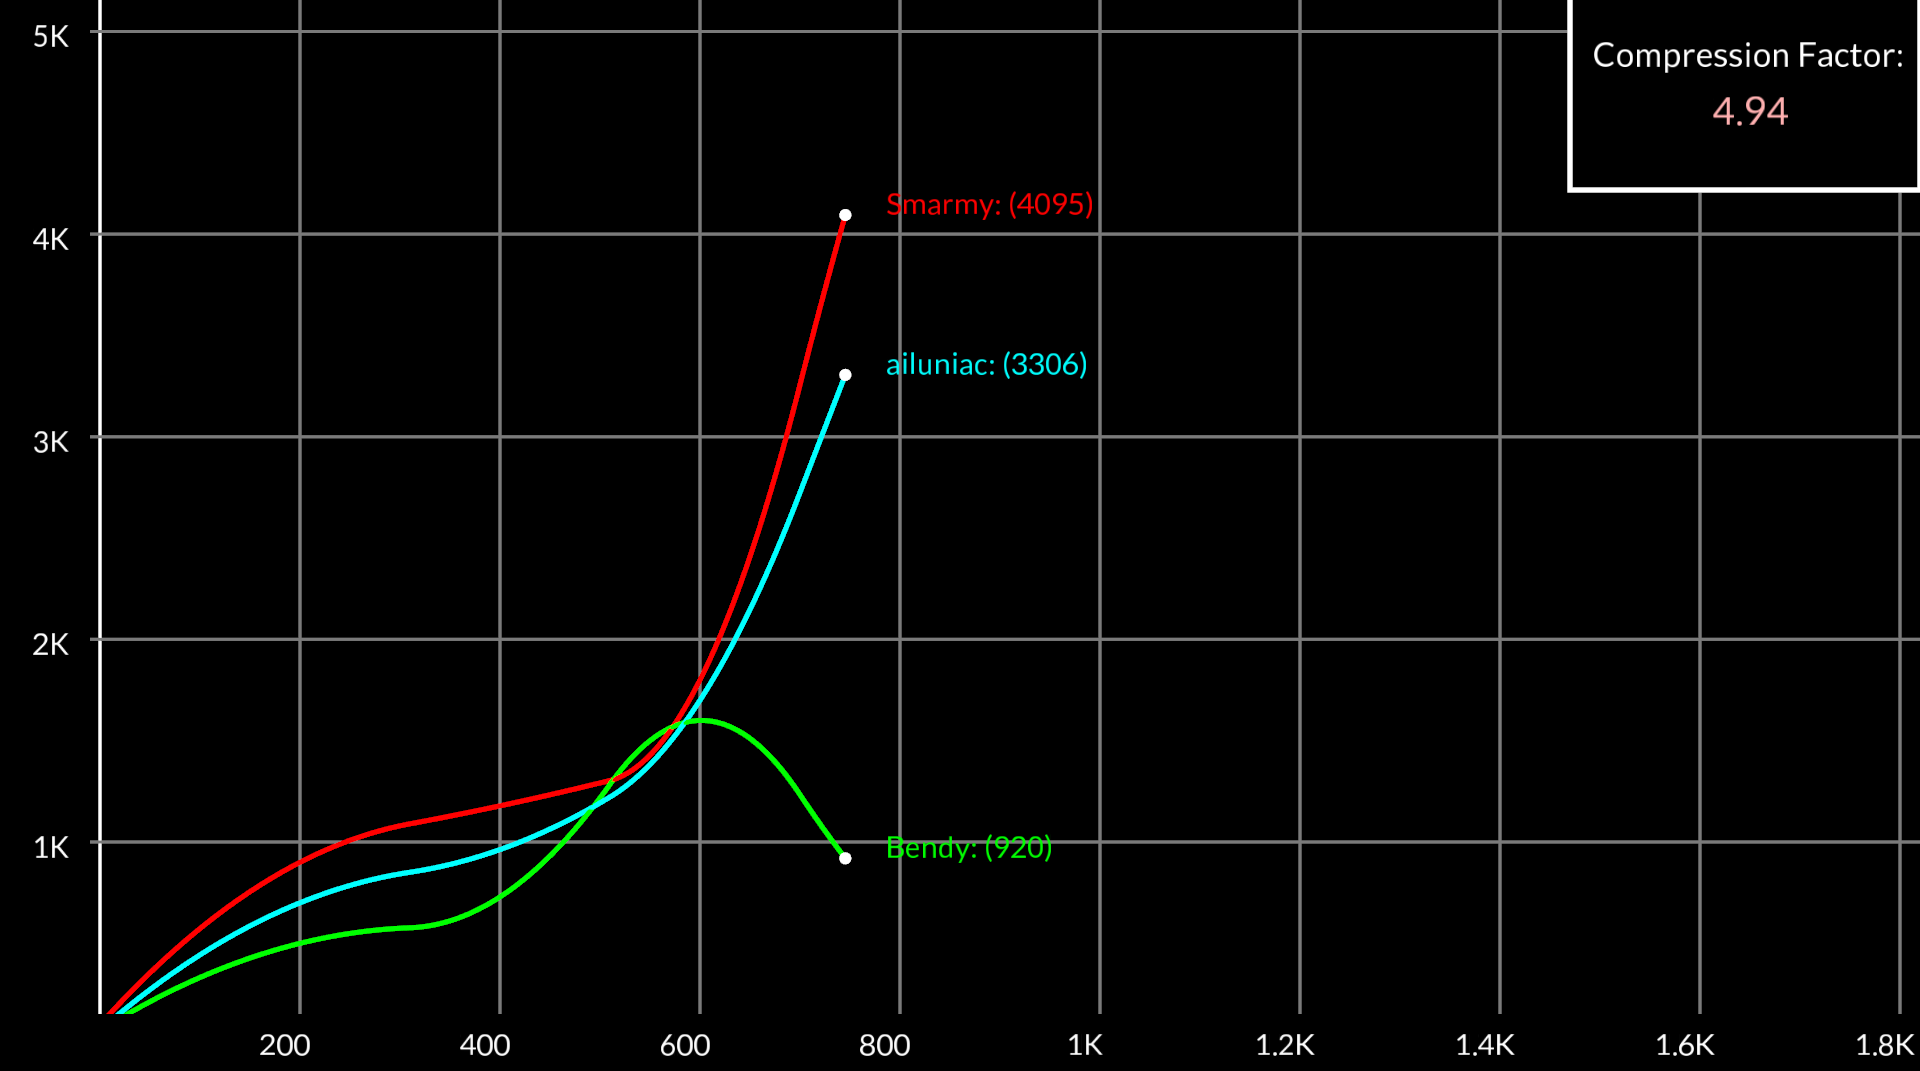 5K
Compression Factor:
4.94
Smarmy: (4095)
4K
ailuniac: (3306)
3K
2K
1K
Bendy: (920)
200 400 600 800 1K 1.2K 1.4K 1.6K 1.8K